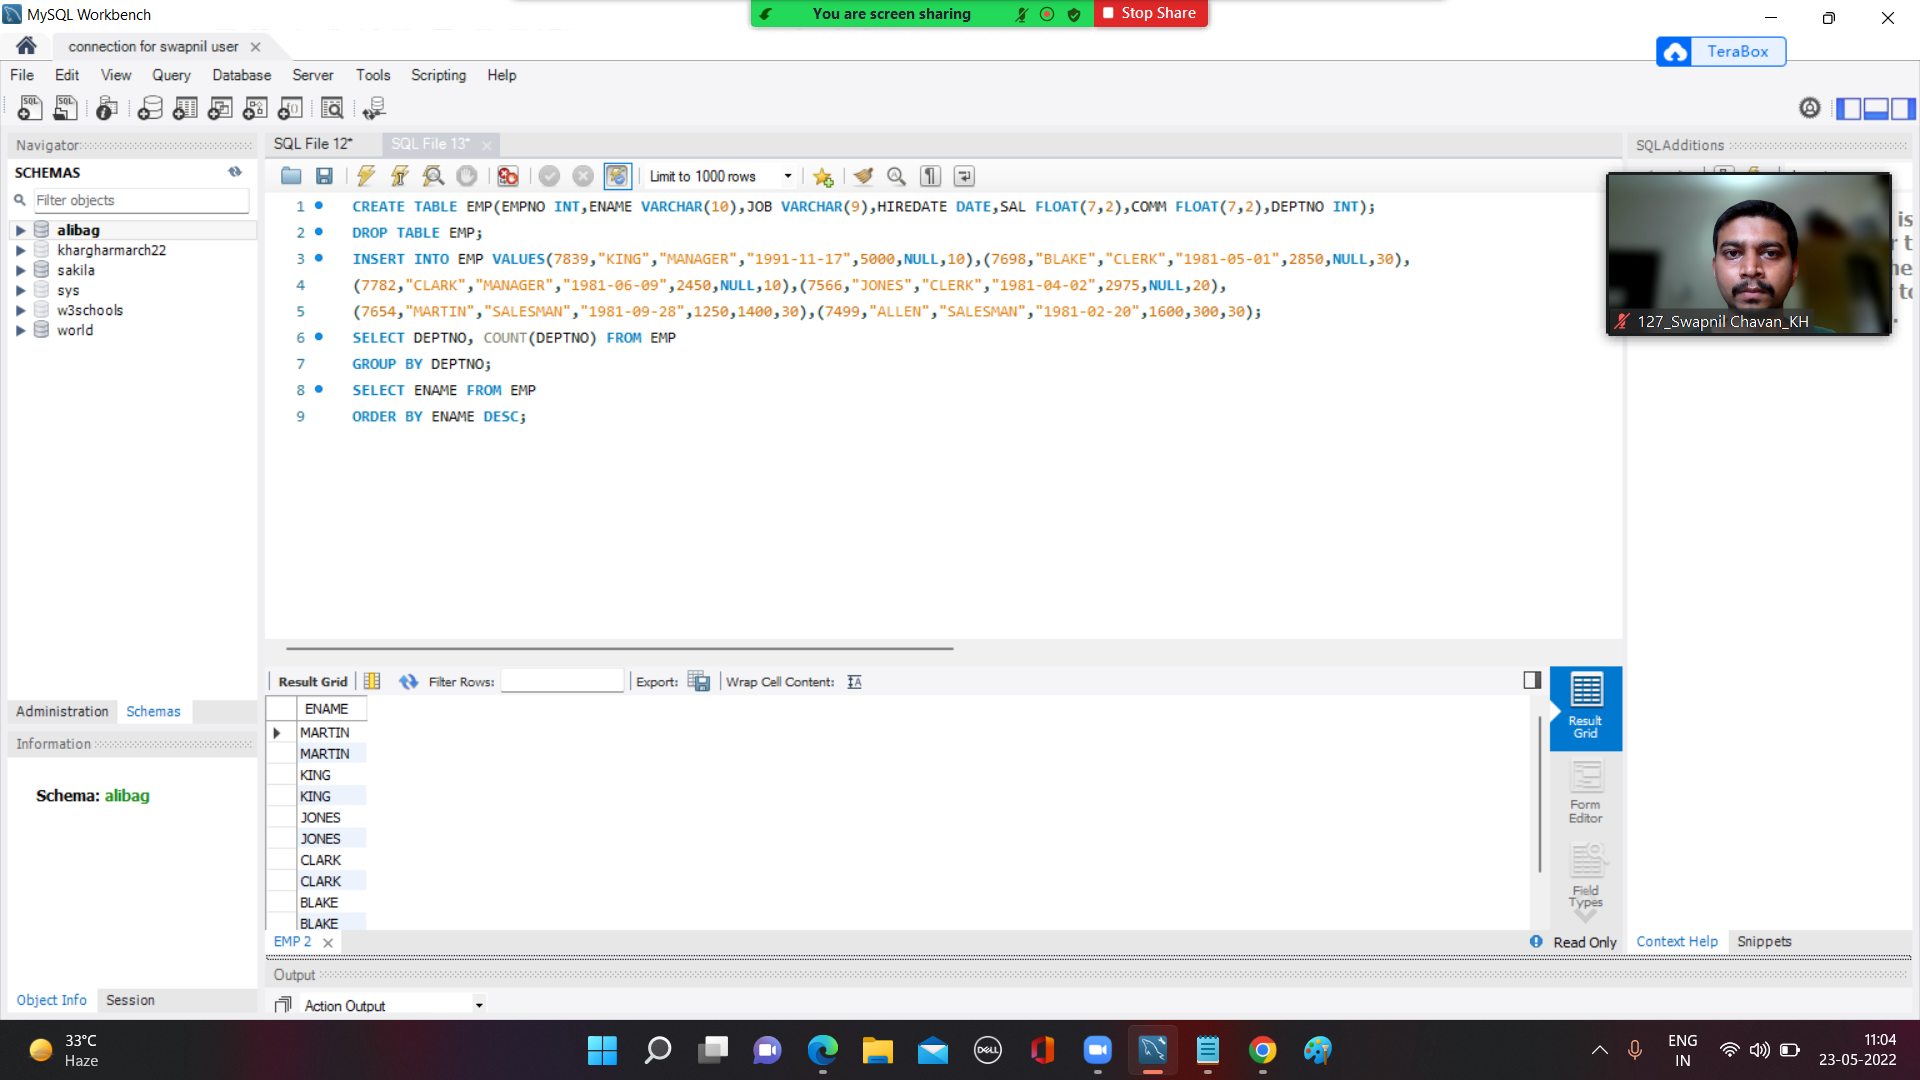 MySQL Workbench
You are screen sharing
Stop Share
connection for swapnil user
TeraBox
File Edit View Query Database Server Tools Scripting Help
Navigator
SQL File 12*
SQL File 13*
SQLAdditions
SCHEMAS
Limit to 1000 rows
Filter objects
alibag
khargharmarch22
sakila
sys
w3schools
world
1 CREATE TABLE EMP(EMPNO INT,ENAME VARCHAR(10),JOB VARCHAR(9),HIREDATE DATE,SAL FLOAT(7,2),COMM FLOAT(7,2),DEPTNO INT);
2 DROP TABLE EMP;
3 INSERT INTO EMP VALUES(7839,"KING","MANAGER","1991-11-17",5000,NULL,10),(7698,"BLAKE","CLERK","1981-05-01",2850,NULL,30),
4 (7782,"CLARK","MANAGER","1981-06-09",2450,NULL,10),(7566,"JONES","CLERK","1981-04-02",2975,NULL,20),
5 (7654,"MARTIN","SALESMAN","1981-09-28",1250,1400,30),(7499,"ALLEN","SALESMAN","1981-02-20",1600,300,30);
6 SELECT DEPTNO, COUNT(DEPTNO) FROM EMP
7 GROUP BY DEPTNO;
8 SELECT ENAME FROM EMP
9 ORDER BY ENAME DESC;
127_Swapnil Chavan_KH
Result Grid
Filter Rows:
Export:
Wrap Cell Content:
ENAME
MARTIN
MARTIN
KING
KING
JONES
JONES
CLARK
CLARK
BLAKE
BLAKE
Result
Grid
Form
Editor
Field
Types
Administration Schemas
Information
Schema: alibag
EMP 2
Read Only
Context Help Snippets
Output
Object Info Session
Action Output
33°C
Haze
DELL
ENG
IN
11:04
23-05-2022